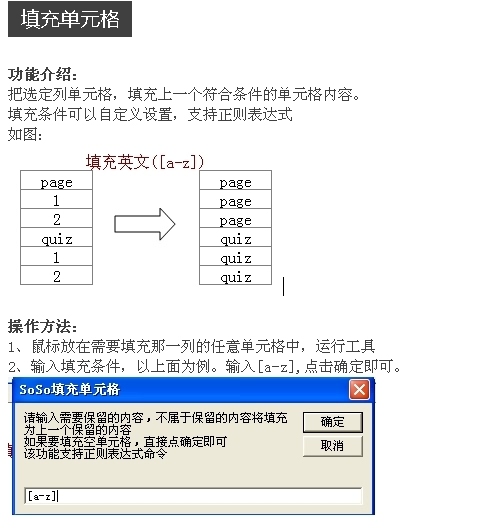 填充单元格
功能介绍：
把选定列单元格，填充上一个符合条件的单元格内容。
填充条件可以自定义设置，支持正则表达式
如图：
填充英文([a-z])
page page
1 page
2 page
quiz quiz
1 quiz
2 quiz
操作方法：
1、鼠标放在需要填充那一列的任意单元格中，运行工具
2、输入填充条件，以上面为例。输入[a-z],点击确定即可。
SoSo填充单元格
请输入需要保留的内容，不属于保留的内容将填充
为上一个保留的内容
如果要填充空单元格，直接点确定即可
该功能支持正则表达式命令
确定
取消
[a-z]